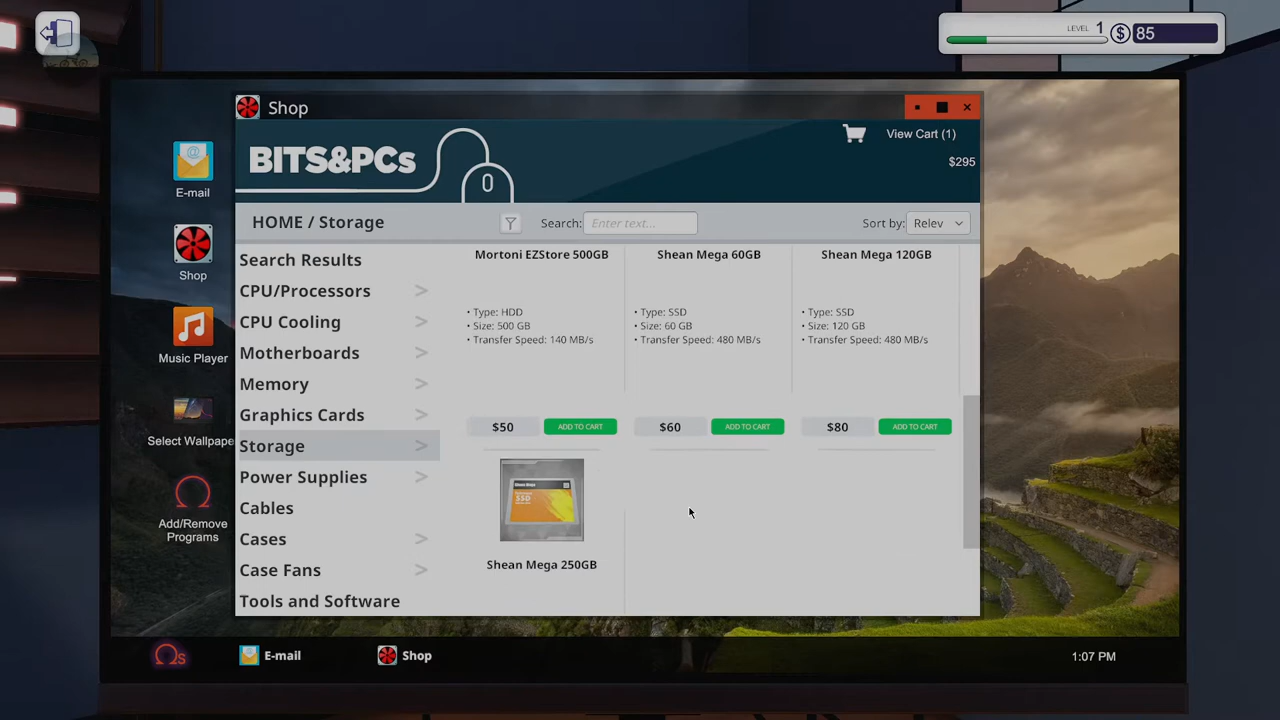 LEVEL 1 $ 85
Shop
BITS&PCs
View Cart (1)
$295
HOME / Storage
Search:
Enter text...
Sort by:
Relev
E-mail
Shop
Music Player
Select Wallpape
Add/Remove
Programs
Search Results
CPU/Processors >
CPU Cooling >
Motherboards >
Memory >
Graphics Cards >
Storage >
Power Supplies >
Cables
Cases >
Case Fans >
Tools and Software
Mortoni EZStore 500GB
• Type: HDD
• Size: 500 GB
• Transfer Speed: 140 MB/s
$50 ADD TO CART
Shean Mega 60GB
• Type: SSD
• Size: 60 GB
• Transfer Speed: 480 MB/s
$60 ADD TO CART
Shean Mega 120GB
• Type: SSD
• Size: 120 GB
• Transfer Speed: 480 MB/s
$80 ADD TO CART
SSD
Shean Mega 250GB
Ωs
E-mail
Shop
1:07 PM